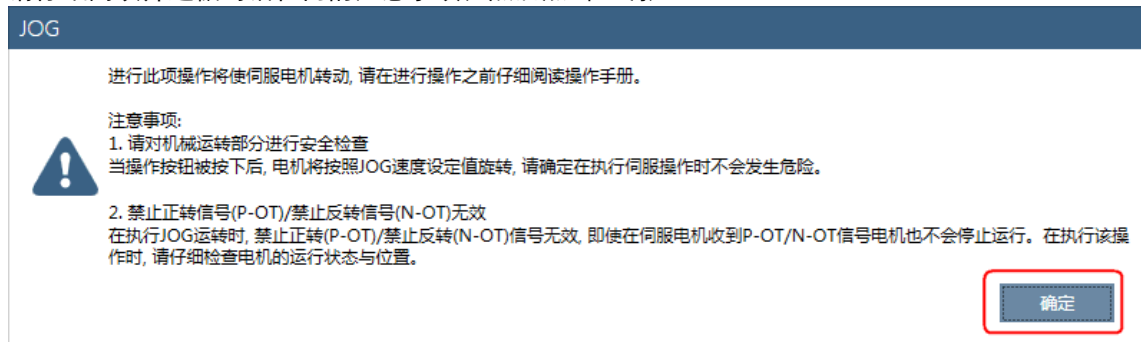 JOG
进行此项操作将使伺服电机转动, 请在进行操作之前仔细阅读操作手册。
注意事项:
1. 请对机械运转部分进行安全检查
当操作按钮被按下后, 电机将按照JOG速度设定值旋转, 请确定在执行伺服操作时不会发生危险。
2. 禁止正转信号(P-OT)/禁止反转信号(N-OT)无效
在执行JOG运转时, 禁止正转(P-OT)/禁止反转(N-OT)信号无效, 即使在伺服电机收到P-OT/N-OT信号电机也不会停止运行。在执行该操
作时, 请仔细检查电机的运行状态与位置。
确定